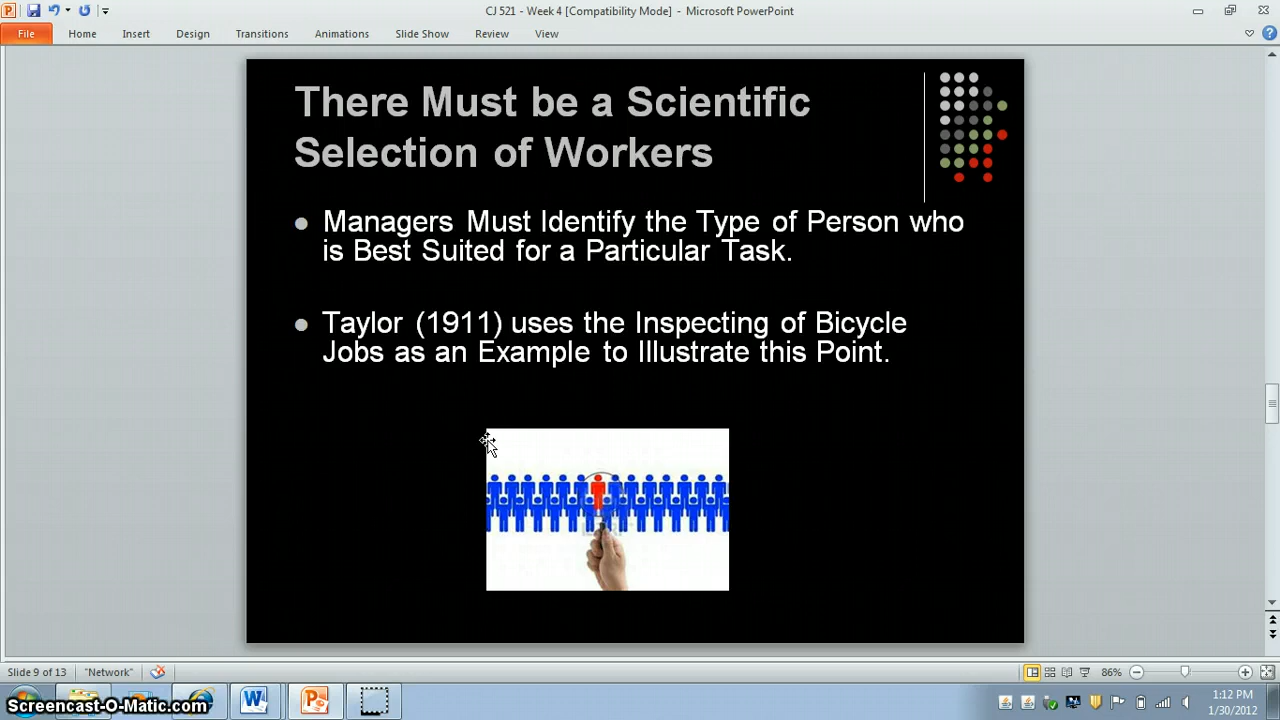 CJ 521 - Week 4 [Compatibility Mode] - Microsoft PowerPoint
File Home Insert Design Transitions Animations Slide Show Review View
There Must be a Scientific
Selection of Workers
Managers Must Identify the Type of Person who
is Best Suited for a Particular Task.
Taylor (1911) uses the Inspecting of Bicycle
Jobs as an Example to Illustrate this Point.
Slide 9 of 13 "Network" 86%
Screencast-O-Matic.com
1:12 PM
1/30/2012